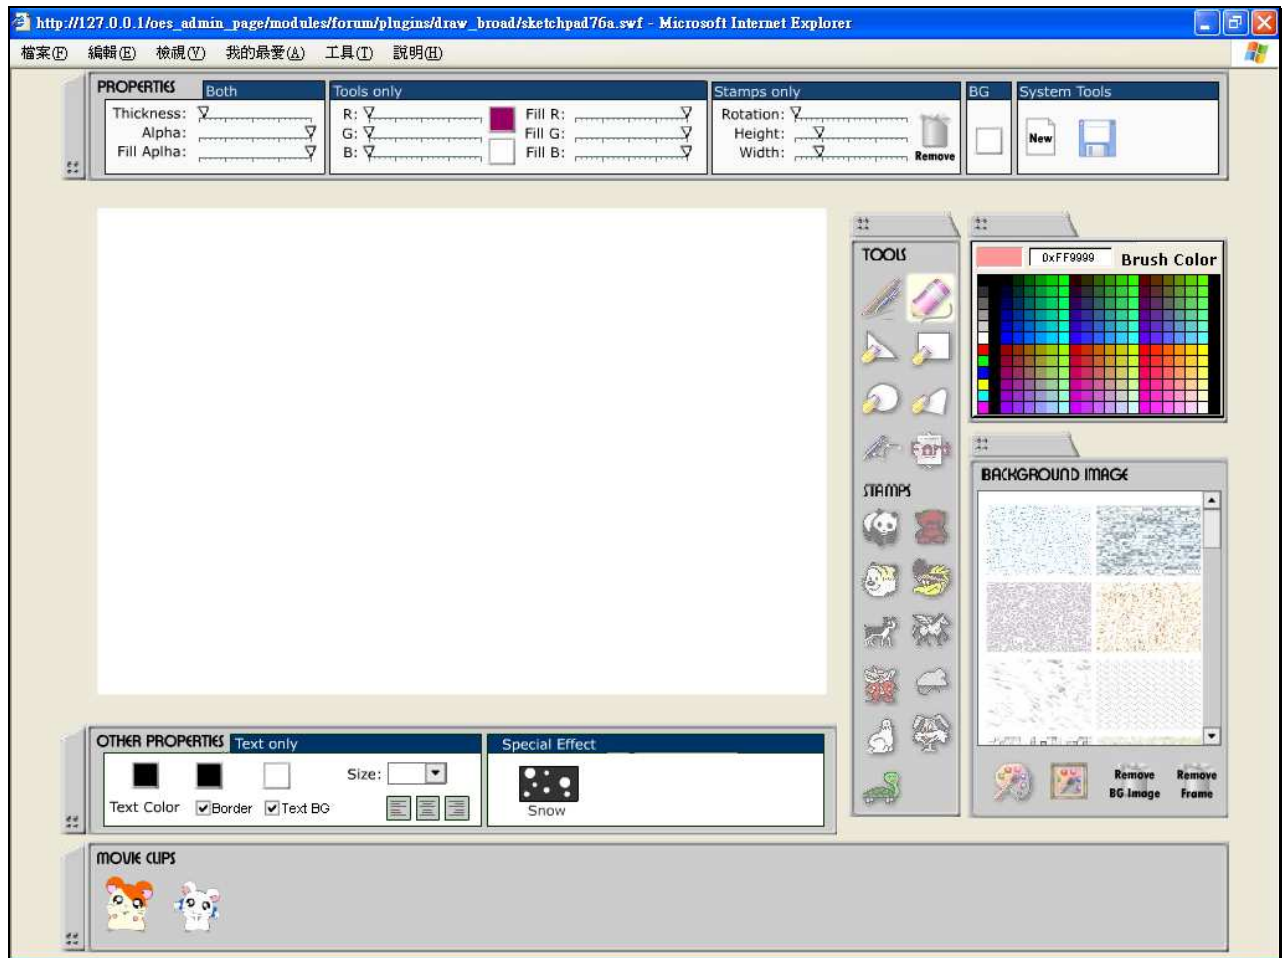 http://127.0.0.1/oes_admin_page/modules/forum/plugins/draw_broad/sketchpad76a.swf - Microsoft Internet Explorer
檔案(F) 編輯(E) 檢視(V) 我的最愛(A) 工具(T) 說明(H)
PROPERTIES Both Tools only Stamps only BG System Tools
Thickness: R: Fill R: Rotation:
Alpha: G: Fill G: Height: New
Fill Aplha: B: Fill B: Width: Remove
TOOLS
0xFF9999 Brush Color
Font
STAMPS
BACKGROUND IMAGE
Remove BG Image
Remove Frame
OTHER PROPERTIES Text only Special Effect
Size:
Text Color Border Text BG Snow
MOVIE CLIPS